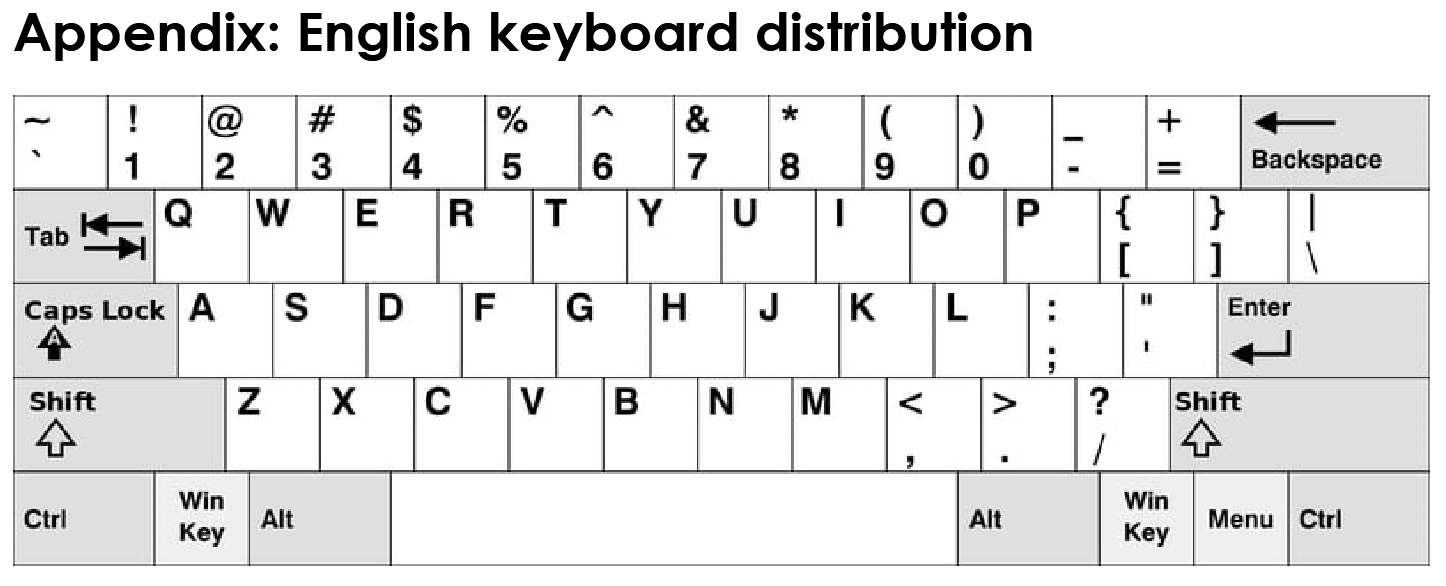 Appendix: English keyboard distribution
~ ! @ # $ % ^ & * ( ) _ +
` 1 2 3 4 5 6 7 8 9 0 - = Backspace
Tab Q W E R T Y U I O P { } |
[ ] \
Caps Lock A S D F G H J K L : " Enter
A ; '
Shift Z X C V B N M < > ? Shift
, . /
Ctrl Win Key Alt Alt Win Key Menu Ctrl